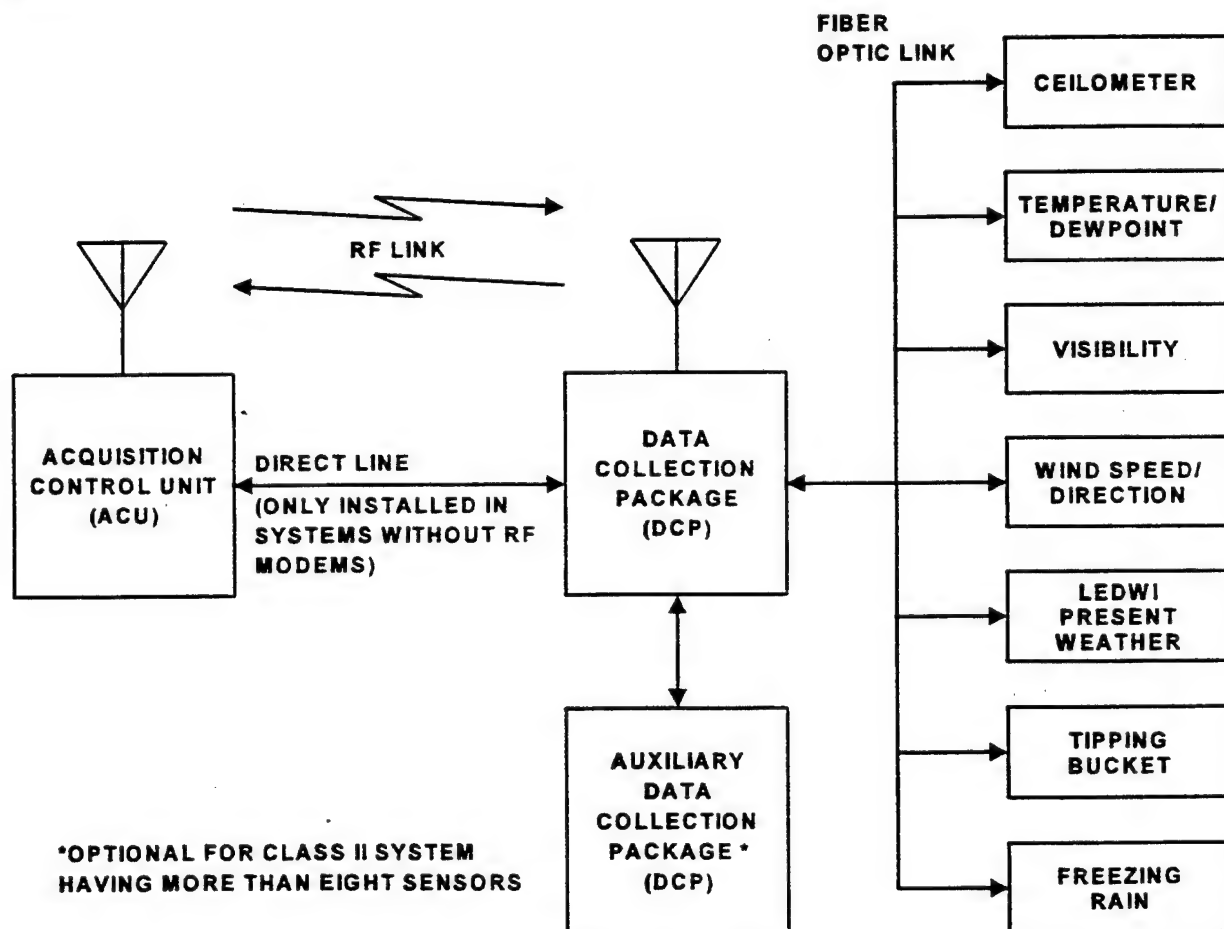 FIBER
OPTIC LINK
CEILOMETER
TEMPERATURE/
DEWPOINT
RF LINK
VISIBILITY
ACQUISITION
CONTROL UNIT
(ACU)
DIRECT LINE
(ONLY INSTALLED IN
SYSTEMS WITHOUT RF
MODEMS)
DATA
COLLECTION
PACKAGE
(DCP)
WIND SPEED/
DIRECTION
LEDWI
PRESENT
WEATHER
TIPPING
BUCKET
AUXILIARY
DATA
COLLECTION
PACKAGE *
(DCP)
*OPTIONAL FOR CLASS II SYSTEM
HAVING MORE THAN EIGHT SENSORS
FREEZING
RAIN